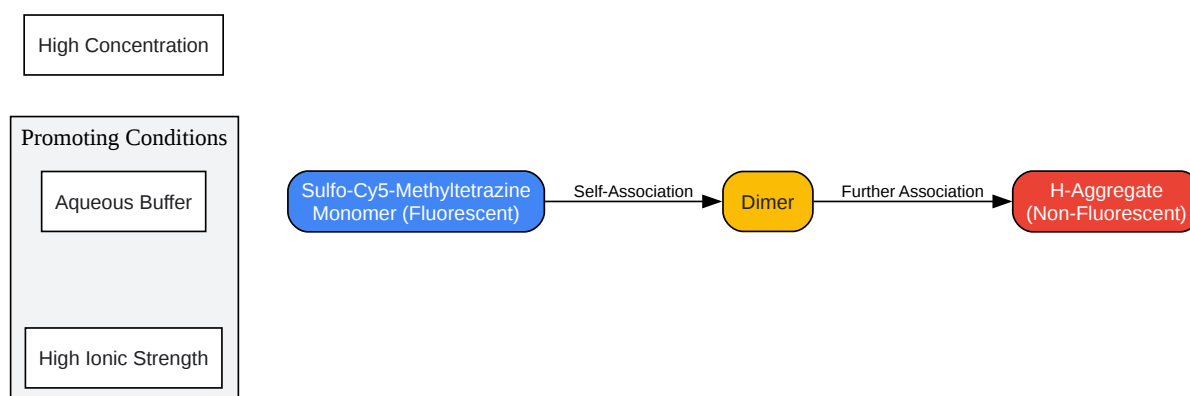 High Concentration
Promoting Conditions
Aqueous Buffer
High Ionic Strength
Sulfo-Cy5-Methyltetrazine
Monomer (Fluorescent)
Self-Association
Dimer
Further Association
H-Aggregate
(Non-Fluorescent)